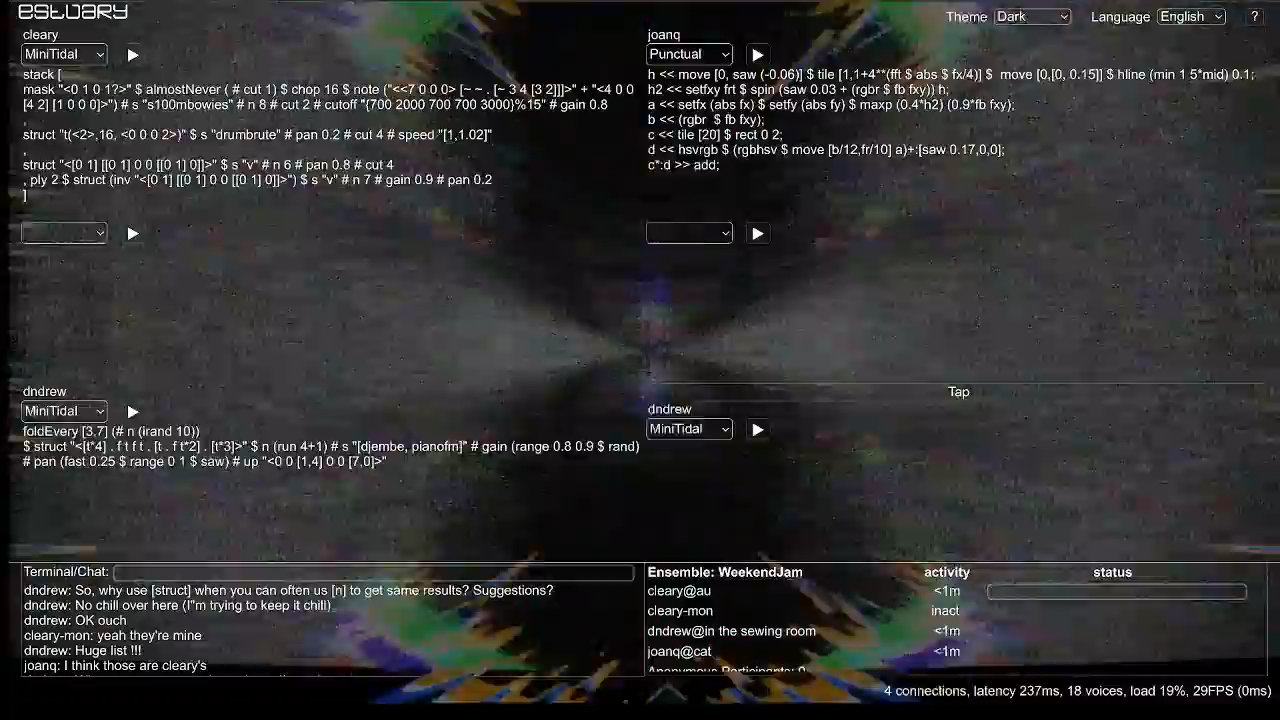 estuary
Theme Dark Language English ?
cleary
MiniTidal
stack [
mask "<0 1 0 1?>" $ almostNever ( # cut 1) $ chop 16 $ note ("<<7 0 0 0> [~ ~ . [~ 3 4 [3 2]]]>" + "<4 0 0
[4 2] [1 0 0 0]>") # s "s100mbowies" # n 8 # cut 2 # cutoff "{700 2000 700 700 3000}%15" # gain 0.8
,
struct "t(<2>,16, <0 0 0 2>)" $ s "drumbrute" # pan 0.2 # cut 4 # speed "[1,1.02]"
,
struct "<[0 1] [[0 1] 0 0 [[0 1] 0]]>" $ s "v" # n 6 # pan 0.8 # cut 4
, ply 2 $ struct (inv "<[0 1] [[0 1] 0 0 [[0 1] 0]]>") $ s "v" # n 7 # gain 0.9 # pan 0.2
]
joanq
Punctual
h << move [0, saw (-0.06)] $ tile [1,1+4**(fft $ abs $ fx/4)] $ move [0,[0, 0.15]] $ hline (min 1 5*mid) 0.1;
h2 << setfxy frt $ spin (saw 0.03 + (rgbr $ fb fxy)) h;
a << setfx (abs fx) $ setfy (abs fy) $ maxp (0.4*h2) (0.9*fb fxy);
b << (rgbr $ fb fxy);
c << tile [20] $ rect 0 2;
d << hsvrgb $ (rgbhsv $ move [b/12,fr/10] a)+:[saw 0.17,0,0];
c*:d >> add;
dndrew
MiniTidal
foldEvery [3.7] (# n (irand 10))
$ struct "<[t*4] . f t f f . [t . f t*2] . [t*3]>" $ n (run 4+1) # s "[djembe, pianofm]" # gain (range 0.8 0.9 $ rand)
# pan (fast 0.25 $ range 0 1 $ saw) # up "<0 0 [1,4] 0 0 [7,0]>"
Tap
dndrew
MiniTidal
Terminal/Chat:
dndrew: So, why use [struct] when you can often us [n] to get same results? Suggestions?
dndrew: No chill over here (I"m trying to keep it chill)
dndrew: OK ouch
cleary-mon: yeah they're mine
dndrew: Huge list !!!
joanq: I think those are cleary's
Ensemble: WeekendJam activity status
cleary@au <1m
cleary-mon inact
dndrew@in the sewing room <1m
joanq@cat <1m
Anonymous Participants: 0
4 connections, latency 237ms, 18 voices, load 19%, 29FPS (0ms)